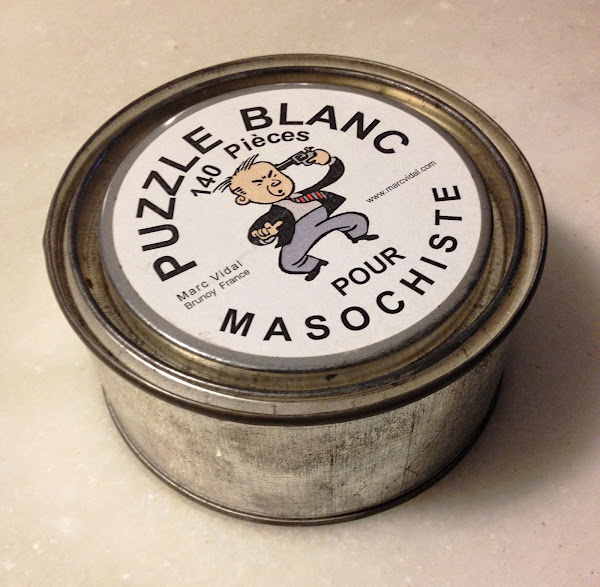 PUZZLE BLANC
140 Pièces
www.marcvidal.com
Marc Vidal
Brunoy France
POUR
MASOCHISTE